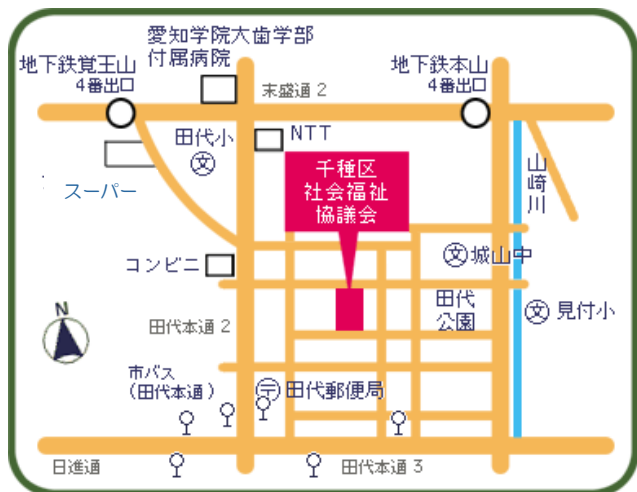 愛知学院大歯学部
付属病院
地下鉄覚王山
4番出口
地下鉄本山
4番出口
末盛通 2
NTT
田代小
文
スーパー
千種区
社会福祉
協議会
山崎川
コンビニ
文 城山中
田代
公園
文 見付小
N
田代本通 2
市バス
（田代本通）
〒 田代郵便局
日進通
田代本通 3